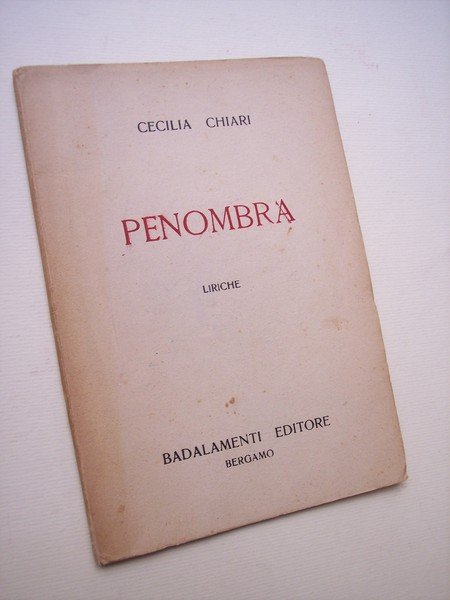 CECILIA CHIARI
PENOMBRA
LIRICHE
BADALAMENTI EDITORE
BERGAMO